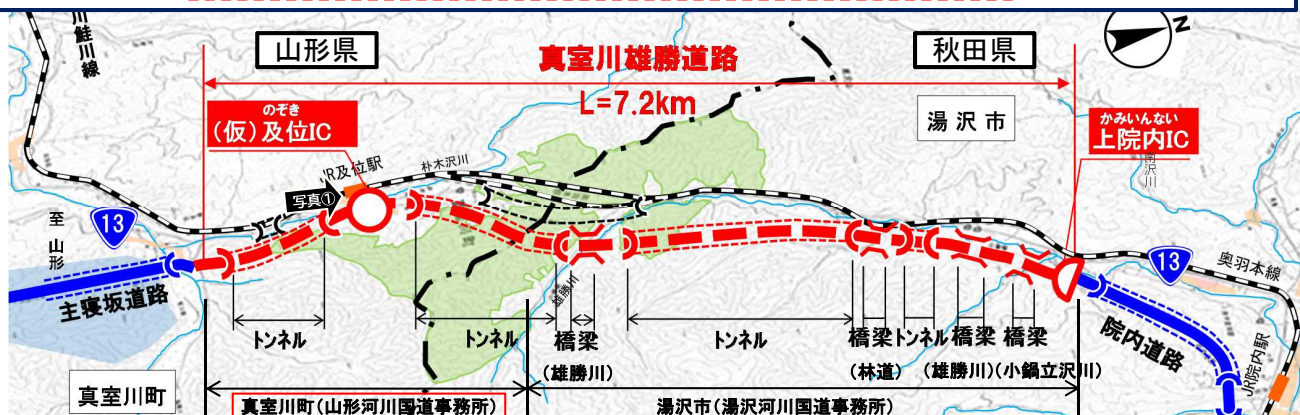 川鮭川線
山形県
真室川雄勝道路
秋田県
N
L=7.2km
のぞき
(仮)及位IC
湯沢市
かみいんない
上院内IC
JR及位駅
朴木沢川
南沢川
写真①
至 山形
13
13
奥羽本線
主寝坂道路
雄勝川
院内道路
JR院内駅
トンネル
トンネル
橋梁
(雄勝川)
トンネル
橋梁
(林道)
トンネル
橋梁
(雄勝川)
橋梁
(小鍋立沢川)
真室川町
真室川町(山形河川国道事務所)
湯沢市(湯沢河川国道事務所)